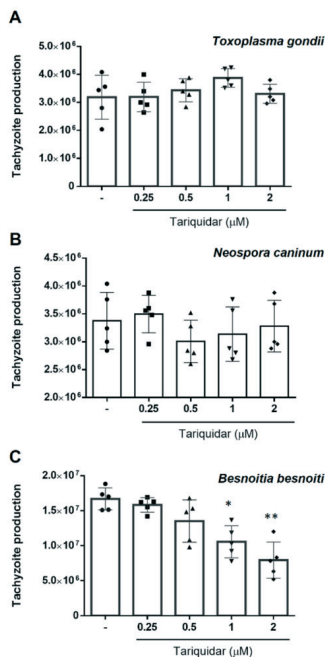 A
Toxoplasma gondii
Tachyzoite production
5.0×10⁶
4.0×10⁶
3.0×10⁶
2.0×10⁶
1.0×10⁶
0
- 0.25 0.5 1 2
Tariquidar (μM)
B
Neospora caninum
Tachyzoite production
4.5×10⁶
4.0×10⁶
3.5×10⁶
3.0×10⁶
2.5×10⁶
2.0×10⁶
- 0.25 0.5 1 2
Tariquidar (μM)
C
Besnoitia besnoiti
Tachyzoite production
2.0×10⁷
1.5×10⁷
1.0×10⁷
5.0×10⁶
0
* **
- 0.25 0.5 1 2
Tariquidar (μM)